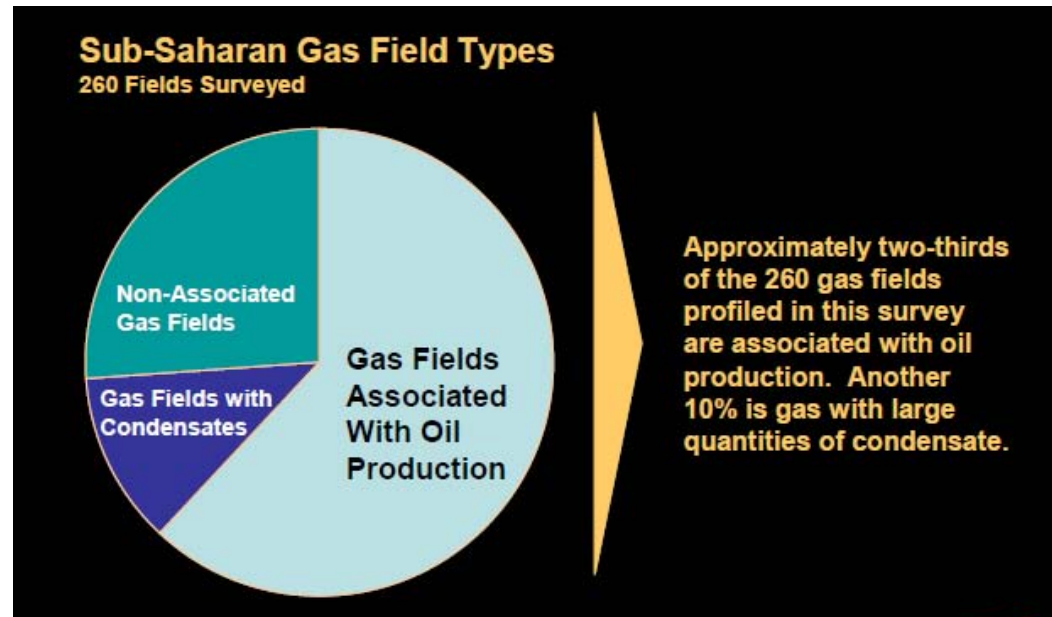 Sub-Saharan Gas Field Types
260 Fields Surveyed
Non-Associated
Gas Fields
Gas Fields with
Condensates
Gas Fields
Associated
With Oil
Production
Approximately two-thirds
of the 260 gas fields
profiled in this survey
are associated with oil
production.  Another
10% is gas with large
quantities of condensate.